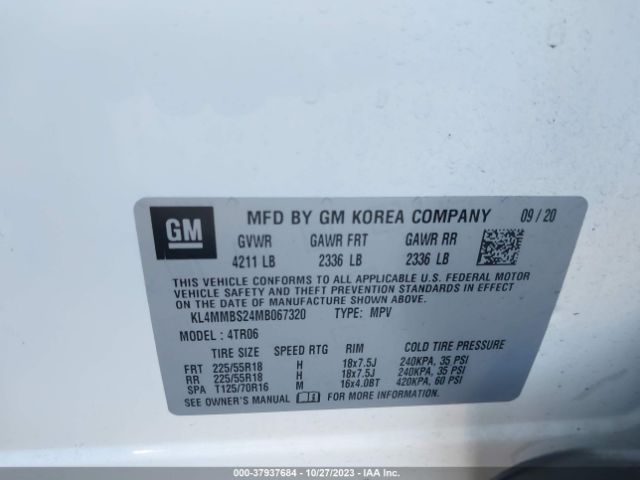 GM MFD BY GM KOREA COMPANY 09/20
GVWR GAWR FRT GAWR RR
4211 LB 2336 LB 2336 LB
THIS VEHICLE CONFORMS TO ALL APPLICABLE U.S. FEDERAL MOTOR
VEHICLE SAFETY AND THEFT PREVENTION STANDARDS IN EFFECT
ON THE DATE OF MANUFACTURE SHOWN ABOVE.
KL4MMBS24MB067320 TYPE: MPV
MODEL: 4TR06
TIRE SIZE SPEED RTG RIM COLD TIRE PRESSURE
FRT 225/55R18 H 18x7.5J 240KPA, 35 PSI
RR 225/55R18 H 18x7.5J 240KPA, 35 PSI
SPA T125/70R16 M 16x4.0BT 420KPA, 60 PSI
SEE OWNER'S MANUAL FOR MORE INFORMATION.
000-37937684 | 10/27/2023 | IAA Inc.